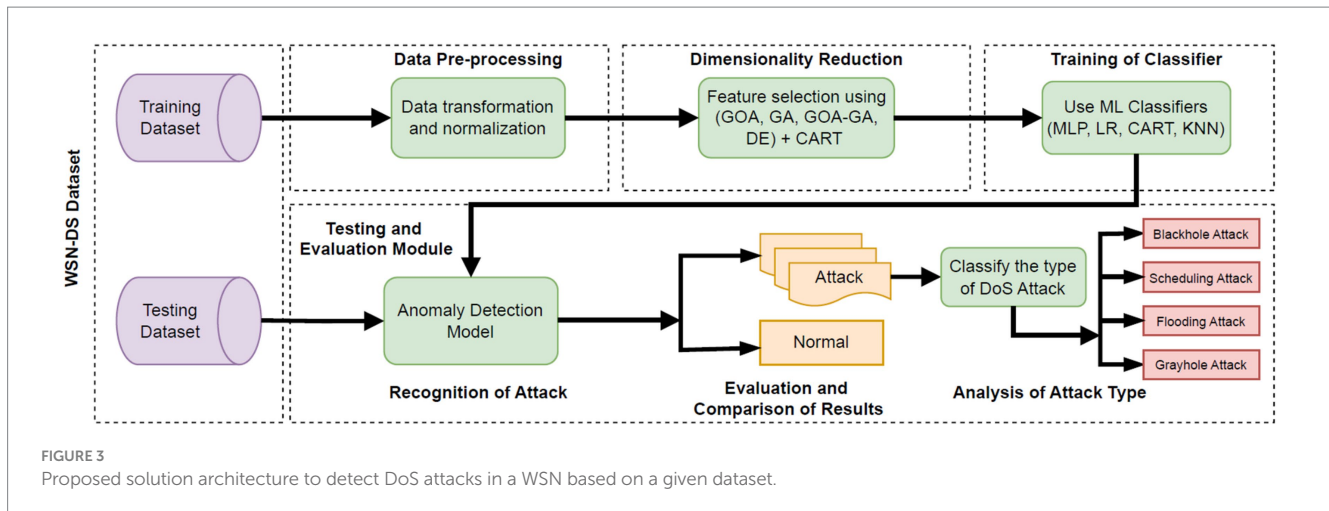 WSN-DS Dataset
Training
Dataset
Data Pre-processing
Data transformation
and normalization
Dimensionality Reduction
Feature selection using
(GOA, GA, GOA-GA,
DE) + CART
Training of Classifier
Use ML Classifiers
(MLP, LR, CART, KNN)
Testing
Dataset
Testing and
Evaluation Module
Anomaly Detection
Model
Recognition of Attack
Attack
Normal
Evaluation and
Comparison of Results
Classify the type
of DoS Attack
Analysis of Attack Type
Blackhole Attack
Scheduling Attack
Flooding Attack
Grayhole Attack
FIGURE 3
Proposed solution architecture to detect DoS attacks in a WSN based on a given dataset.